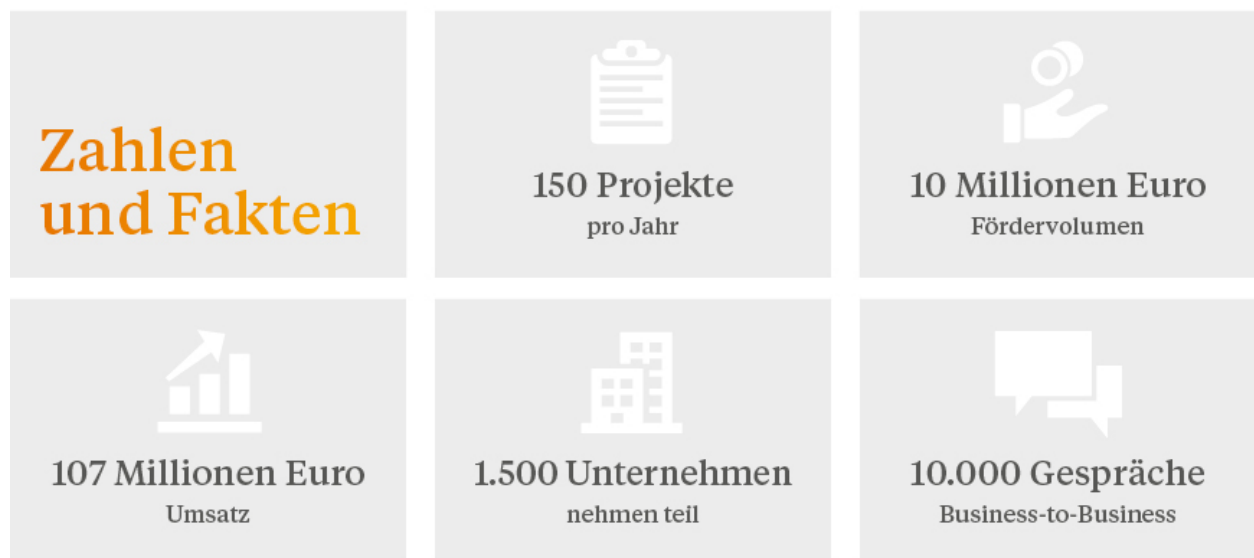 Zahlen
und Fakten
150 Projekte
pro Jahr
10 Millionen Euro
Fördervolumen
107 Millionen Euro
Umsatz
1.500 Unternehmen
nehmen teil
10.000 Gespräche
Business-to-Business